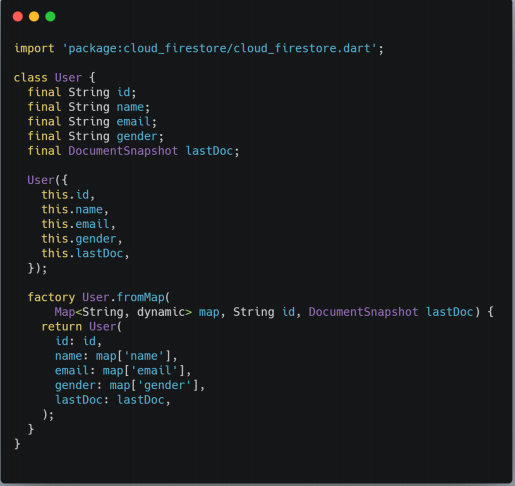 import 'package:cloud_firestore/cloud_firestore.dart';
class User {
  final String id;
  final String name;
  final String email;
  final String gender;
  final DocumentSnapshot lastDoc;
  User({
    this.id,
    this.name,
    this.email,
    this.gender,
    this.lastDoc,
  });
  factory User.fromMap(
      Map<String, dynamic> map, String id, DocumentSnapshot lastDoc) {
    return User(
      id: id,
      name: map['name'],
      email: map['email'],
      gender: map['gender'],
      lastDoc: lastDoc,
    );
  }
}